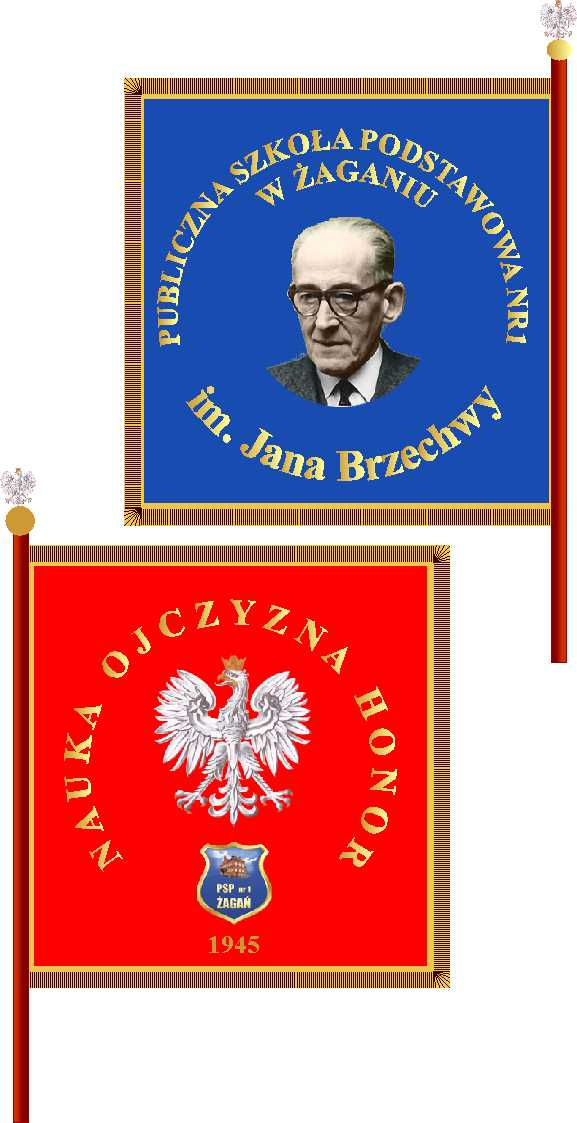 PUBLICZNA SZKOŁA PODSTAWOWA NR1
W ŻAGANIU
im. Jana Brzechwy
NAUKA OJCZYZNA HONOR
PSP nr 1
ŻAGAŃ
1945